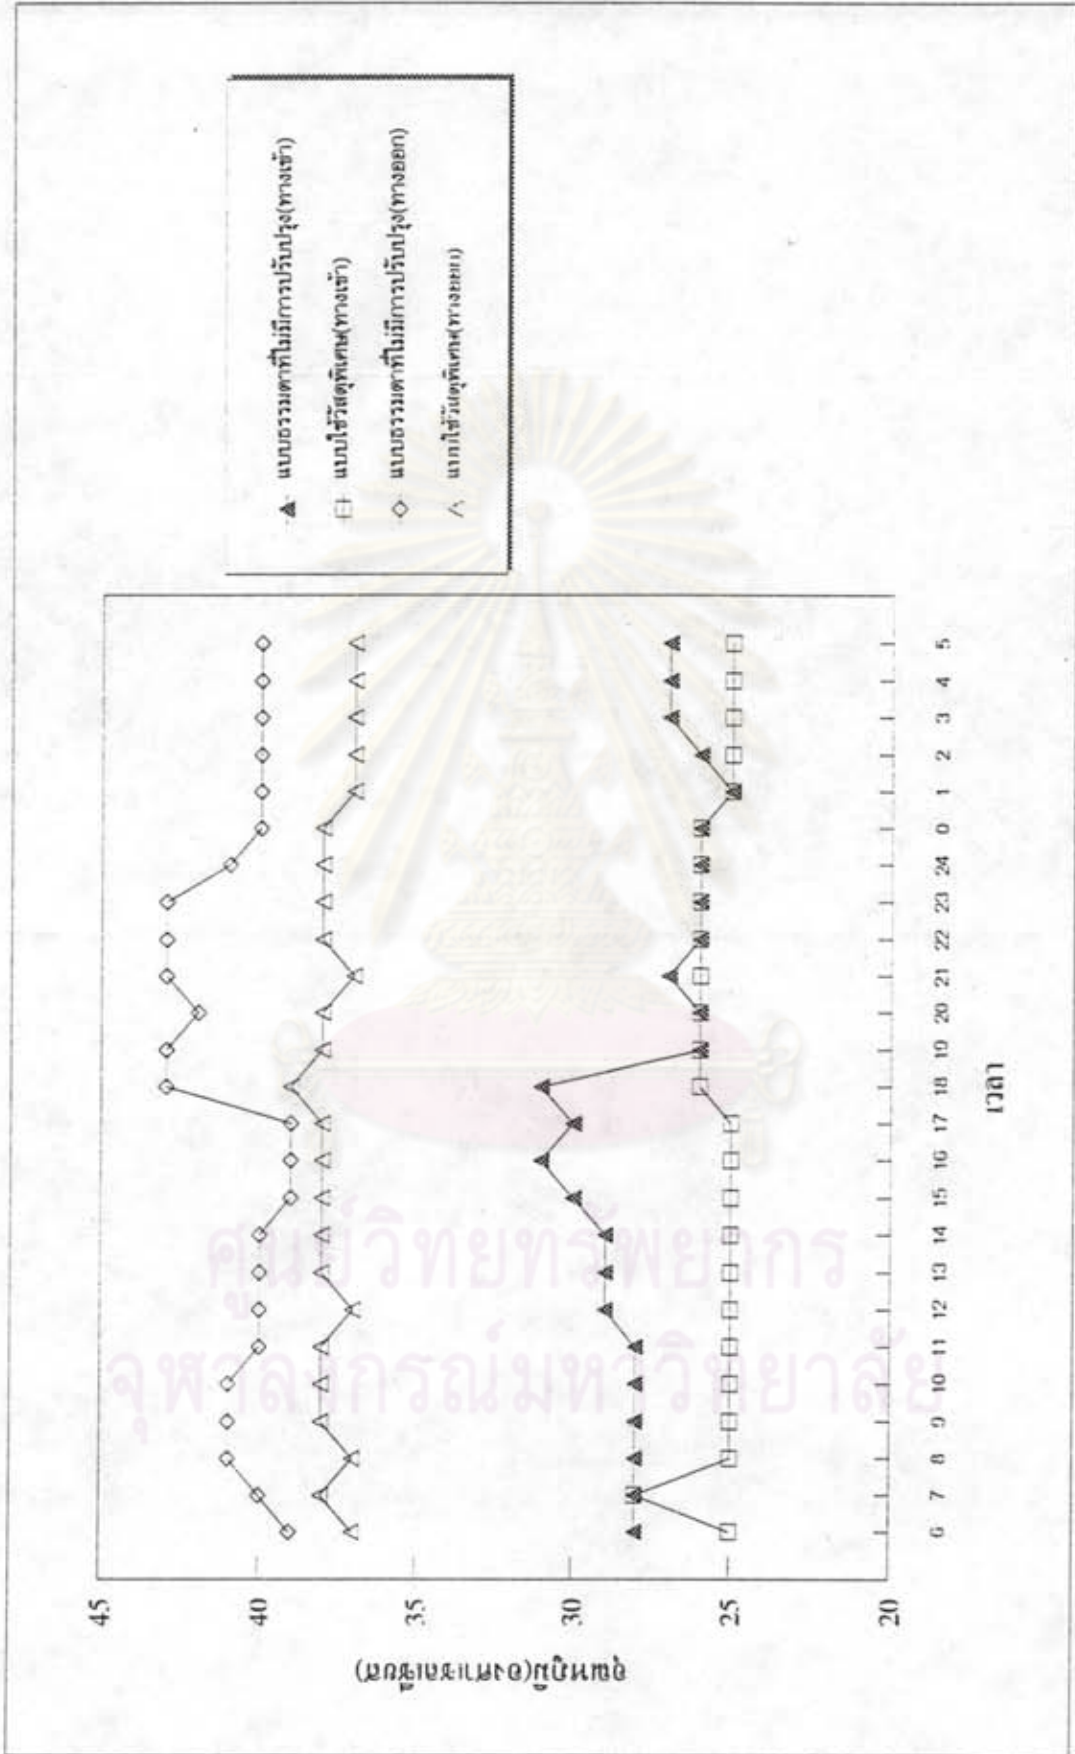 แบบธรรมดาที่ไม่มีการปรับปรุง(ทางเข้า)
แบบใช้วัสดุพิเศษ(ทางเข้า)
แบบธรรมดาที่ไม่มีการปรับปรุง(ทางออก)
แบบใช้วัสดุพิเศษ(ทางออก)
45
40
35
30
25
20
อุณหภูมิ(องศาเซลเซียส)
6 7 8 9 10 11 12 13 14 15 16 17 18 19 20 21 22 23 24 0 1 2 3 4 5
เวลา
ศูนย์วิทยทรัพยากร
จุฬาลงกรณ์มหาวิทยาลัย